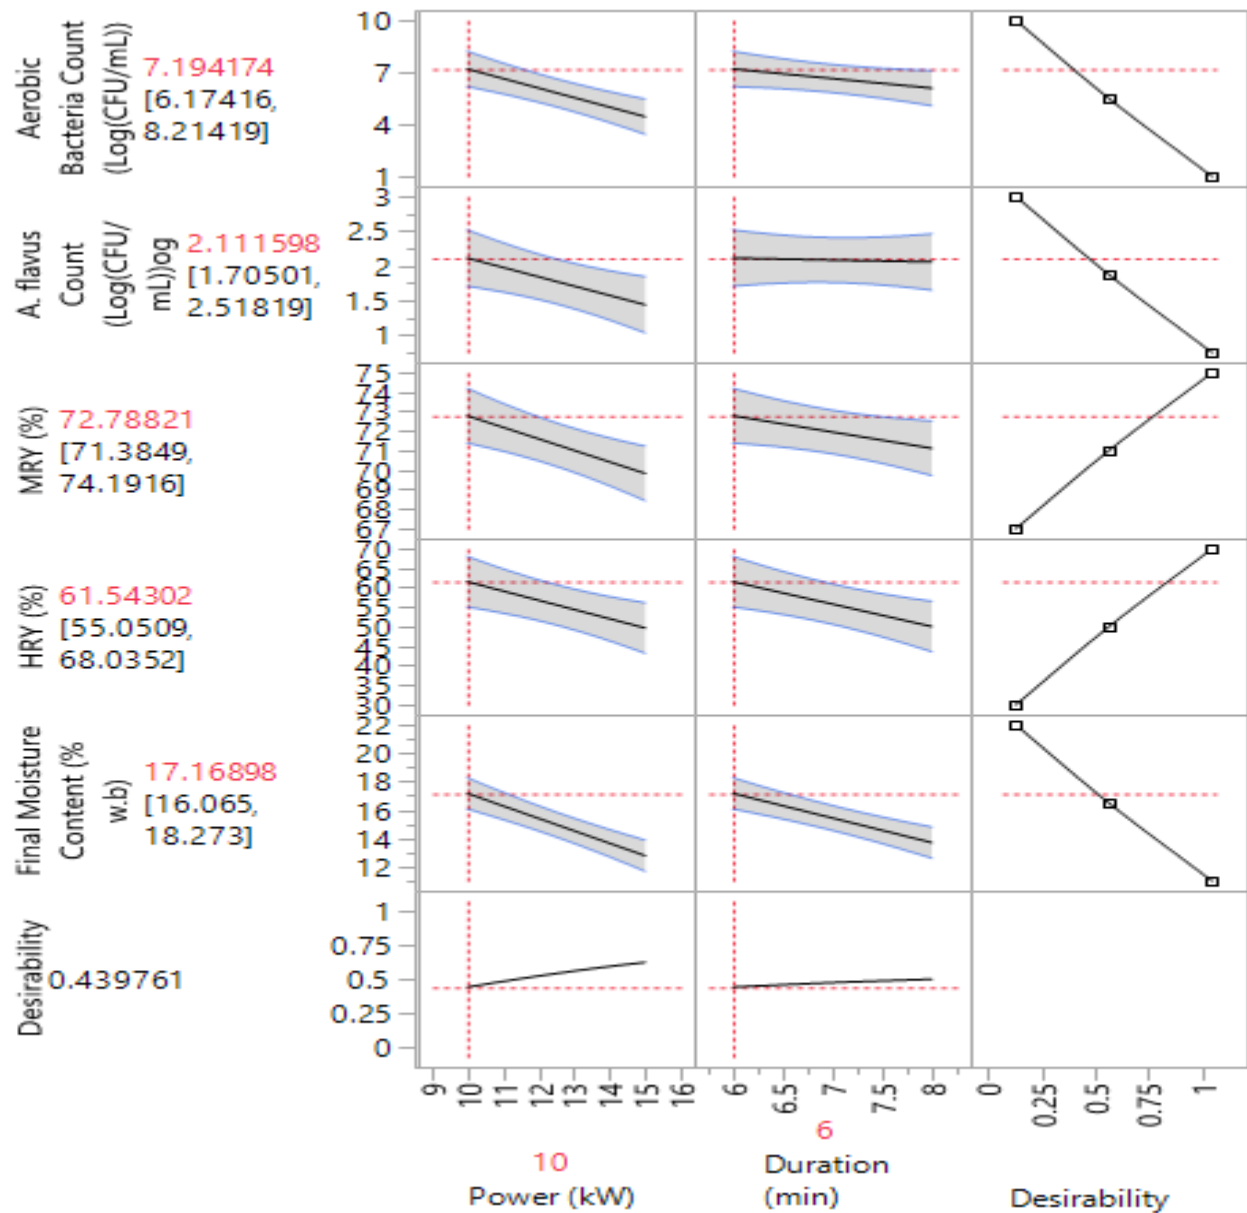 Aerobic
Bacteria Count
(Log(CFU/mL))
7.194174
[6.17416,
8.21419]
10
7
4
1
A. flavus
Count
(Log(CFU/
mL))og
2.111598
[1.70501,
2.51819]
3
2.5
2
1.5
1
MRY (%)
72.78821
[71.3849,
74.1916]
75
74
73
72
71
70
69
68
67
HRY (%)
61.54302
[55.0509,
68.0352]
70
65
60
55
50
45
40
35
30
Final Moisture
Content (%
w.b)
17.16898
[16.065,
18.273]
22
20
18
16
14
12
Desirability
0.439761
1
0.75
0.5
0.25
0
9 10 11 12 13 14 15 16
6 6.5 7 7.5 8
0 0.25 0.5 0.75 1
10
Power (kW)
6
Duration
(min)
Desirability